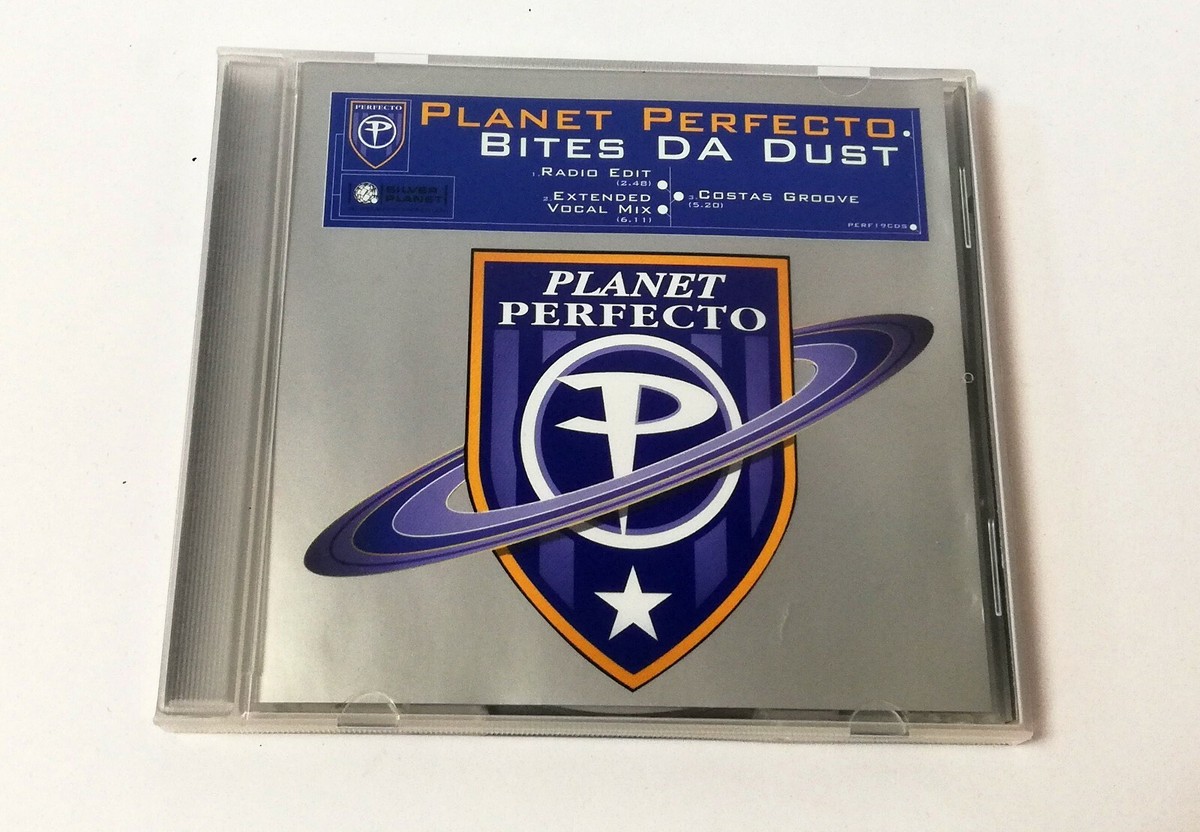 PERFECTO
PLANET PERFECTO.
BITES DA DUST
SILVER
PLANET
1. RADIO EDIT
(2.48)
2. EXTENDED
VOCAL MIX
(6.11)
3. COSTAS GROOVE
(5.20)
PERF19CDS
PLANET
PERFECTO
P